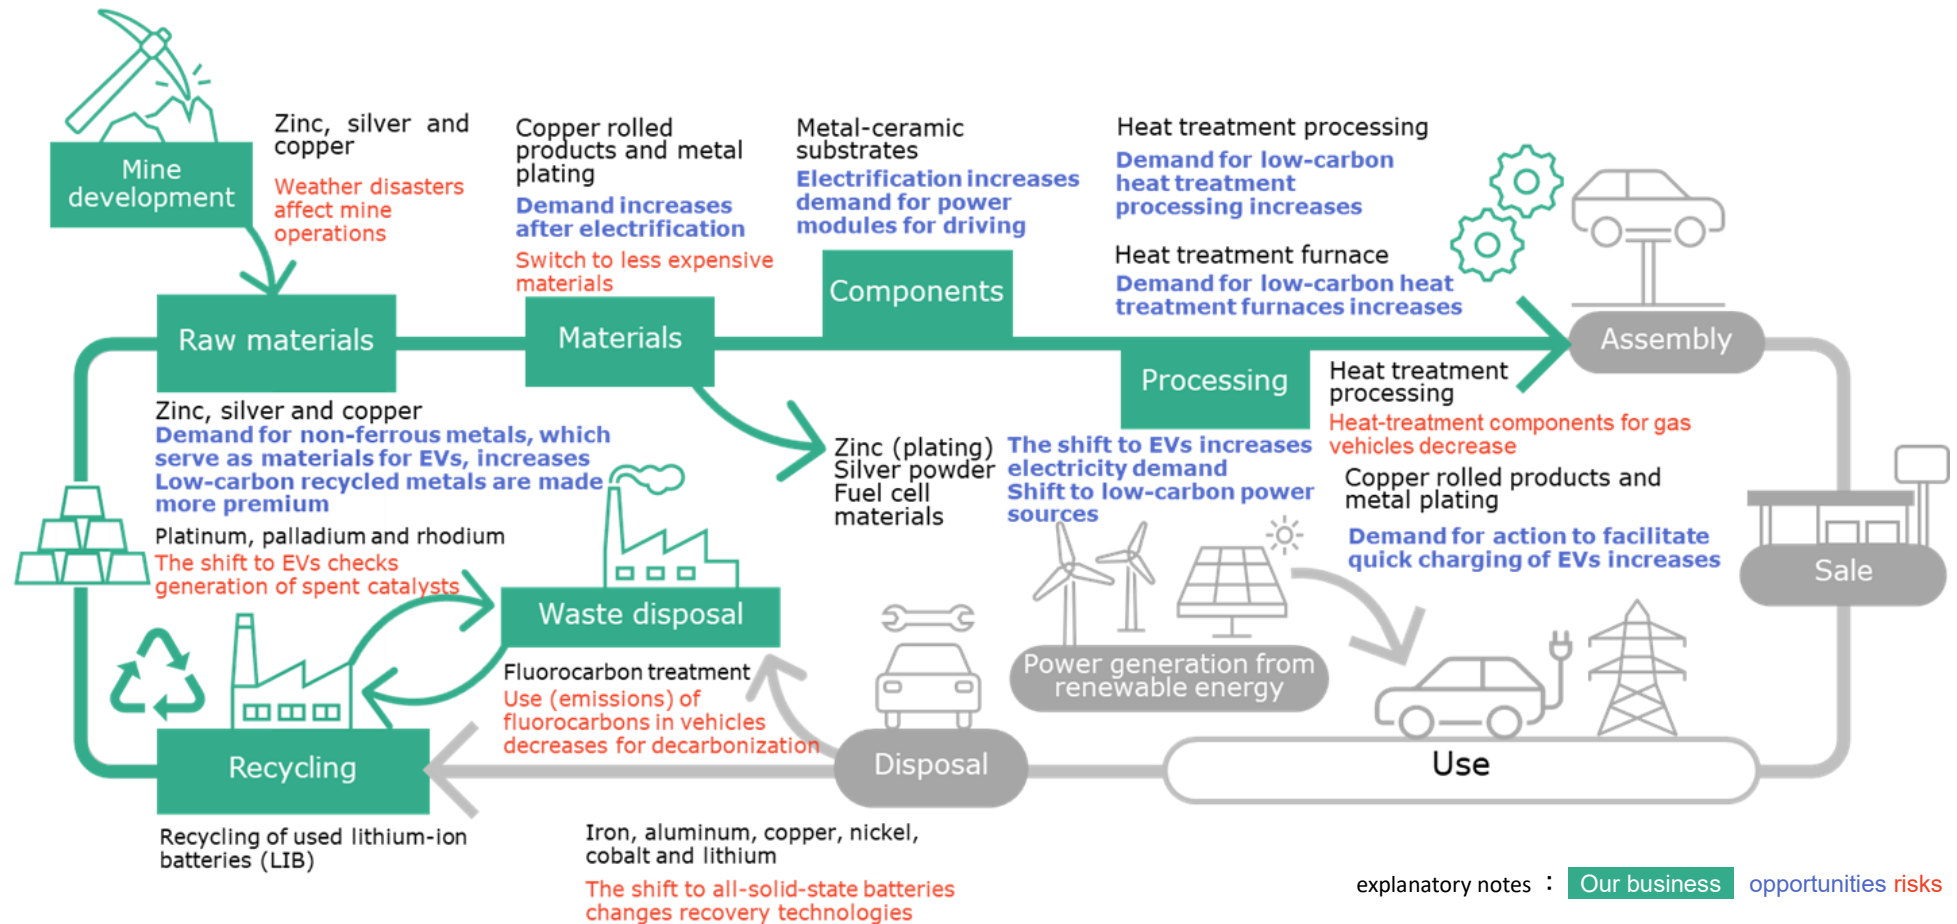 Mine
development
Zinc, silver and
copper
Weather disasters
affect mine
operations
Copper rolled
products and metal
plating
Demand increases
after electrification
Switch to less expensive
materials
Metal-ceramic
substrates
Electrification increases
demand for power
modules for driving
Heat treatment processing
Demand for low-carbon
heat treatment
processing increases
Heat treatment furnace
Demand for low-carbon heat
treatment furnaces increases
Raw materials
Materials
Components
Processing
Assembly
Heat treatment
processing
Heat-treatment components for gas
vehicles decrease
Zinc, silver and copper
Demand for non-ferrous metals, which
serve as materials for EVs, increases
Low-carbon recycled metals are made
more premium
Platinum, palladium and rhodium
The shift to EVs checks
generation of spent catalysts
Zinc (plating)
Silver powder
Fuel cell
materials
The shift to EVs increases
electricity demand
Shift to low-carbon power
sources
Copper rolled products and
metal plating
Demand for action to facilitate
quick charging of EVs increases
Sale
Waste disposal
Fluorocarbon treatment
Use (emissions) of
fluorocarbons in vehicles
decreases for decarbonization
Power generation from
renewable energy
Recycling
Disposal
Use
Recycling of used lithium-ion
batteries (LIB)
Iron, aluminum, copper, nickel,
cobalt and lithium
The shift to all-solid-state batteries
changes recovery technologies
explanatory notes : Our business opportunities risks